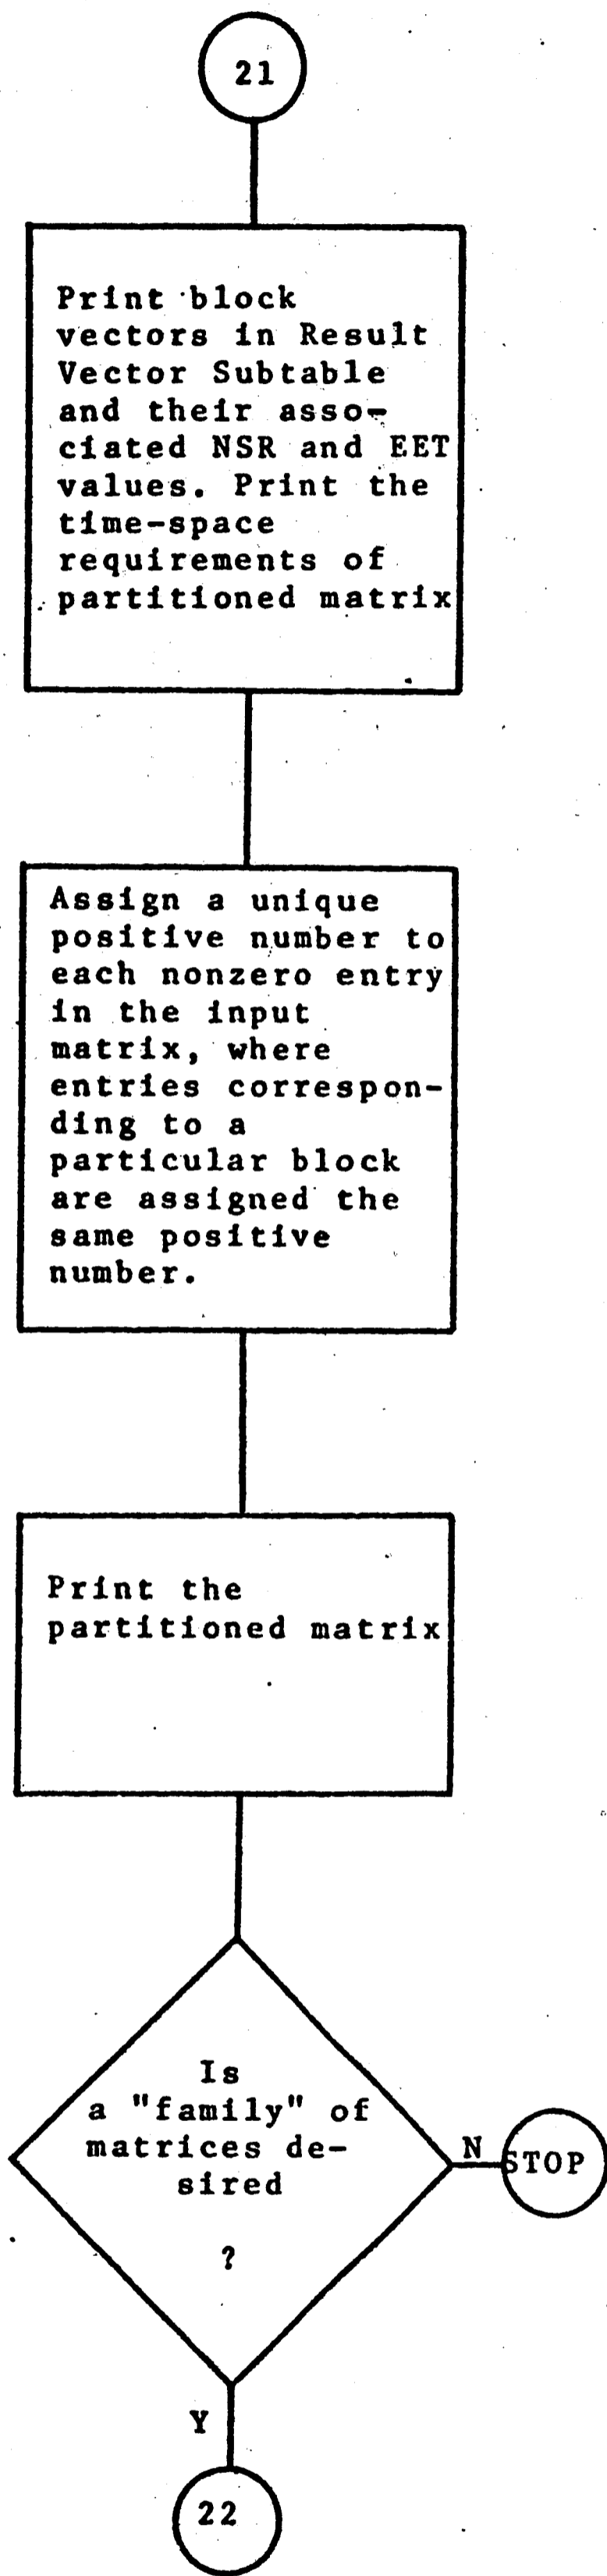 21
Print block
vectors in Result
Vector Subtable
and their asso-
ciated NSR and EET
values. Print the
time-space
requirements of
partitioned matrix
Assign a unique
positive number to
each nonzero entry
in the input
matrix, where
entries correspon-
ding to a
particular block
are assigned the
same positive
number.
Print the
partitioned matrix
Is
a "family" of
matrices de-
sired
?
N
STOP
Y
22